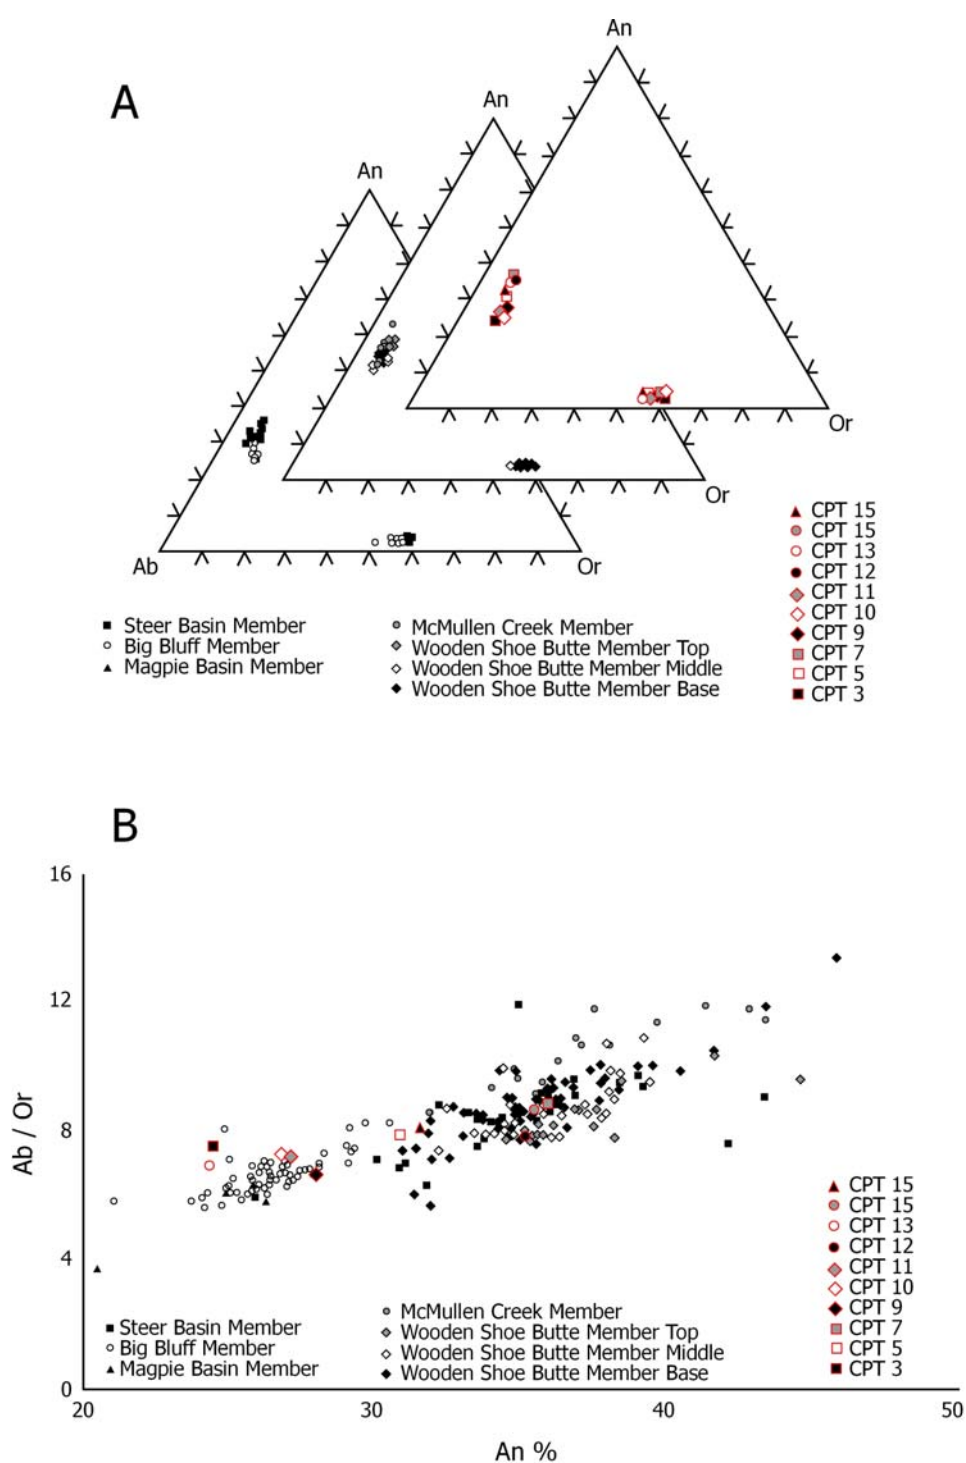 A
An
An
An
Or
Or
Ab
Or
CPT 15
CPT 15
CPT 13
CPT 12
CPT 11
CPT 10
CPT 9
CPT 7
CPT 5
CPT 3
Steer Basin Member
Big Bluff Member
Magpie Basin Member
McMullen Creek Member
Wooden Shoe Butte Member Top
Wooden Shoe Butte Member Middle
Wooden Shoe Butte Member Base
B
16
12
8
4
0
Ab / Or
CPT 15
CPT 15
CPT 13
CPT 12
CPT 11
CPT 10
CPT 9
CPT 7
CPT 5
CPT 3
Steer Basin Member
Big Bluff Member
Magpie Basin Member
McMullen Creek Member
Wooden Shoe Butte Member Top
Wooden Shoe Butte Member Middle
Wooden Shoe Butte Member Base
20
30
40
50
An %